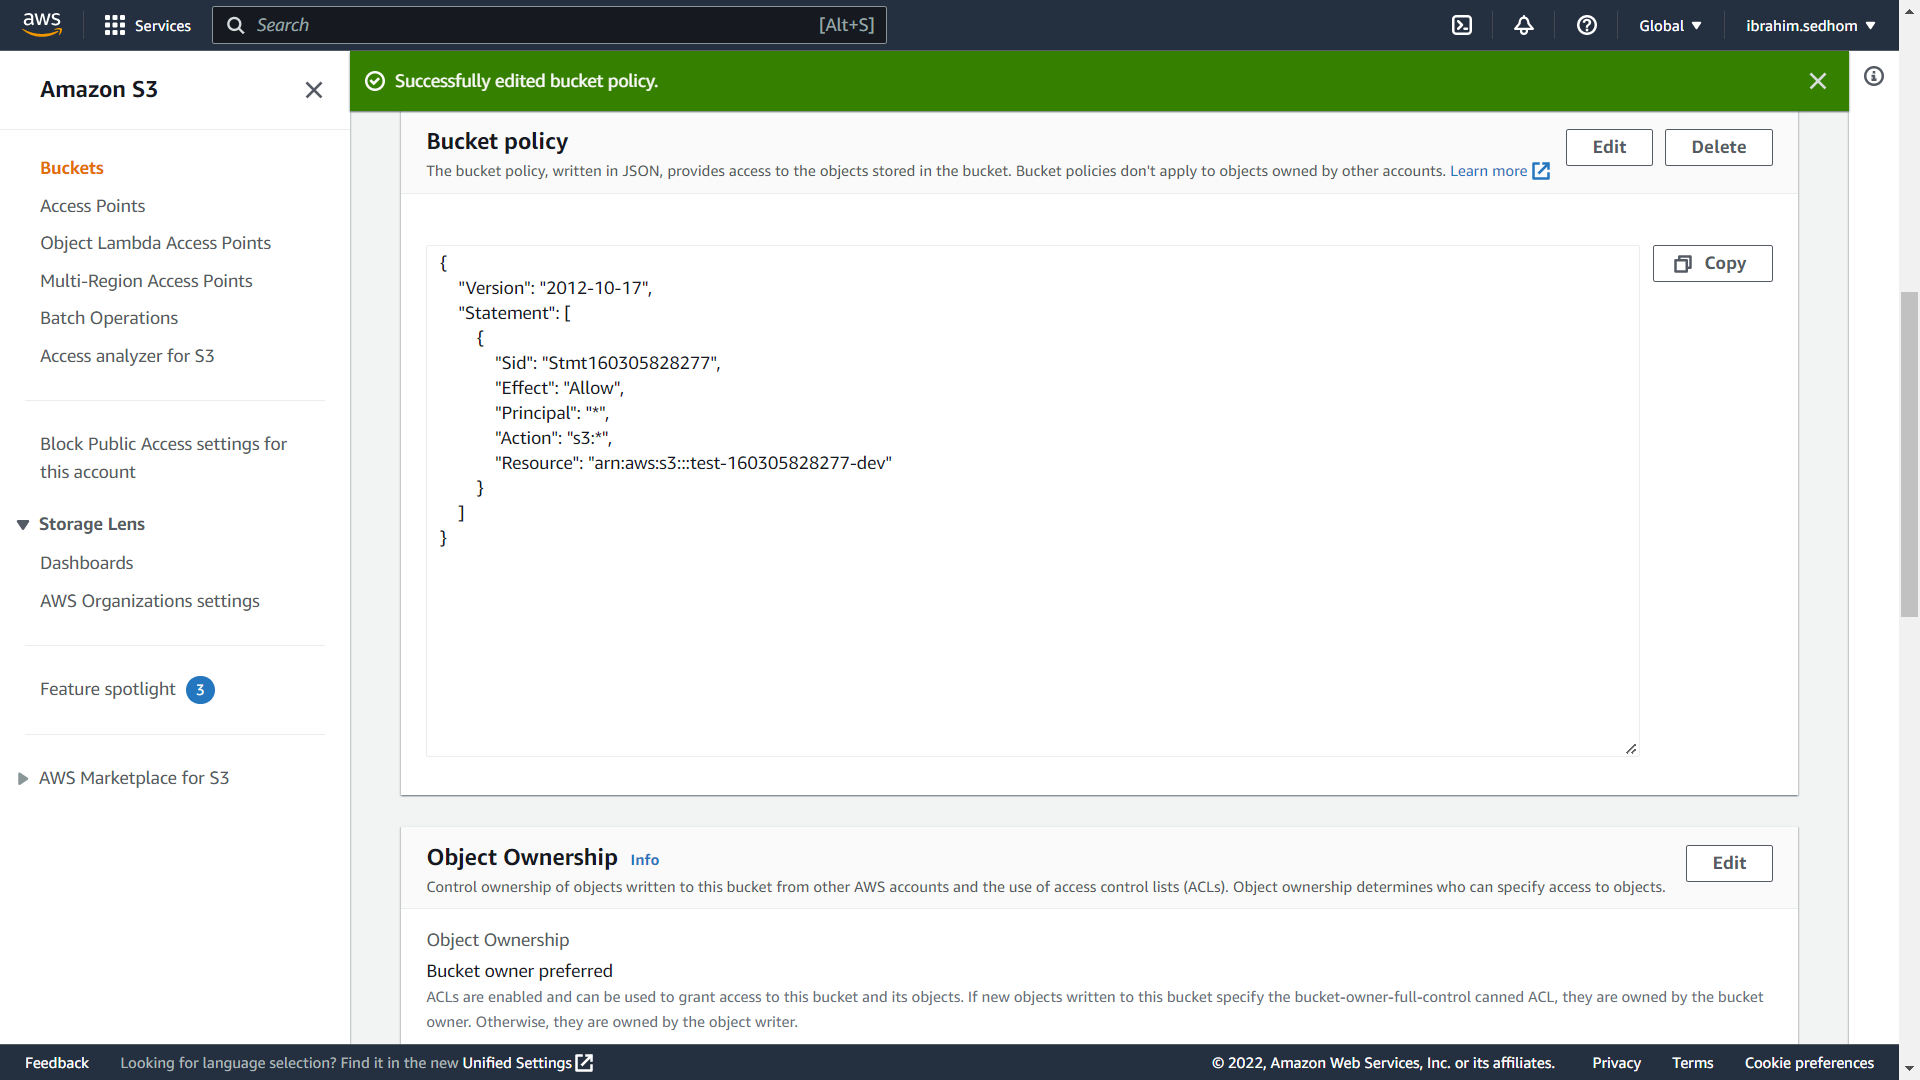 aws
Services
Search
[Alt+S]
Global
ibrahim.sedhom
Amazon S3
Buckets
Access Points
Object Lambda Access Points
Multi-Region Access Points
Batch Operations
Access analyzer for S3
Block Public Access settings for
this account
Storage Lens
Dashboards
AWS Organizations settings
Feature spotlight 3
AWS Marketplace for S3
Successfully edited bucket policy.
Bucket policy
The bucket policy, written in JSON, provides access to the objects stored in the bucket. Bucket policies don't apply to objects owned by other accounts. Learn more
Edit
Delete
{
"Version": "2012-10-17",
"Statement": [
{
"Sid": "Stmt160305828277",
"Effect": "Allow",
"Principal": "*",
"Action": "s3:*",
"Resource": "arn:aws:s3:::test-160305828277-dev"
}
]
}
Copy
Object Ownership Info
Control ownership of objects written to this bucket from other AWS accounts and the use of access control lists (ACLs). Object ownership determines who can specify access to objects.
Edit
Object Ownership
Bucket owner preferred
ACLs are enabled and can be used to grant access to this bucket and its objects. If new objects written to this bucket specify the bucket-owner-full-control canned ACL, they are owned by the bucket
owner. Otherwise, they are owned by the object writer.
Feedback
Looking for language selection? Find it in the new Unified Settings
© 2022, Amazon Web Services, Inc. or its affiliates.
Privacy
Terms
Cookie preferences